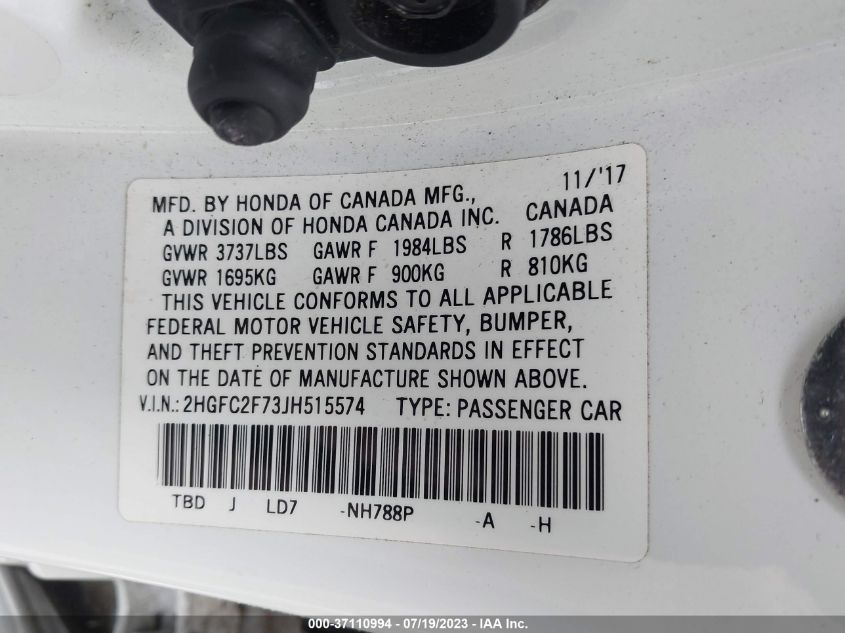 MFD. BY HONDA OF CANADA MFG., 11/'17
A DIVISION OF HONDA CANADA INC. CANADA
GVWR 3737LBS GAWR F 1984LBS R 1786LBS
GVWR 1695KG GAWR F 900KG R 810KG
THIS VEHICLE CONFORMS TO ALL APPLICABLE
FEDERAL MOTOR VEHICLE SAFETY, BUMPER,
AND THEFT PREVENTION STANDARDS IN EFFECT
ON THE DATE OF MANUFACTURE SHOWN ABOVE.
V.I.N.: 2HGFC2F73JH515574 TYPE: PASSENGER CAR
TBD J LD7 -NH788P -A -H
000-37110994 - 07/19/2023 - IAA Inc.